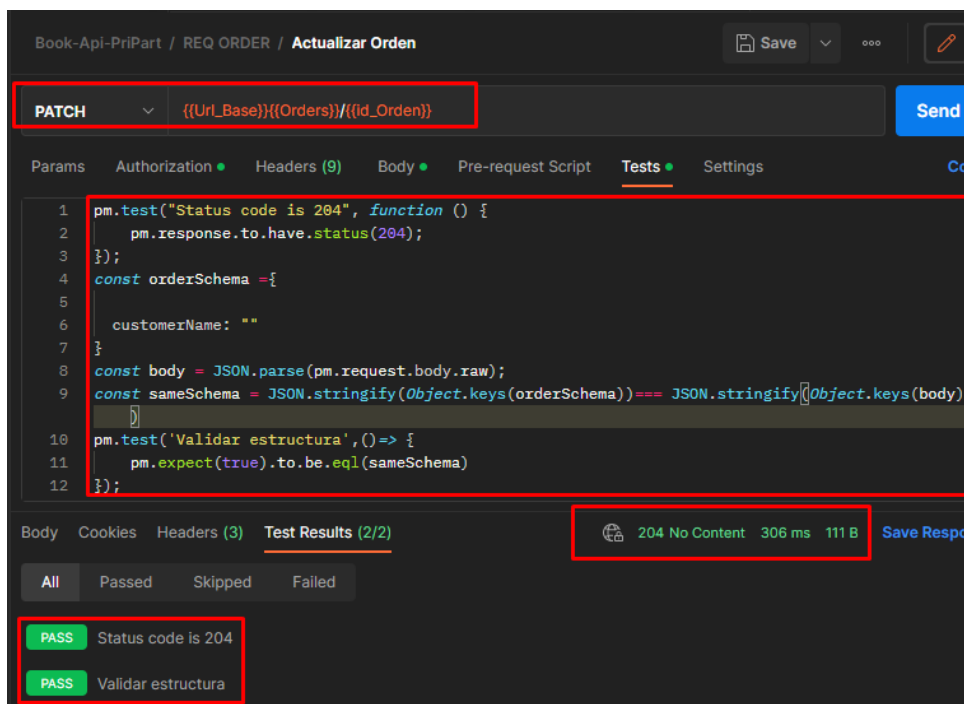 Book-Api-PriPart / REQ ORDER / Actualizar Orden
Save
PATCH {{Url_Base}}{{Orders}}/{{id_Orden}}
Send
Params Authorization Headers (9) Body Pre-request Script Tests Settings Co
1 pm.test("Status code is 204", function () {
2 pm.response.to.have.status(204);
3 });
4 const orderSchema ={
5
6 customerName: ""
7 }
8 const body = JSON.parse(pm.request.body.raw);
9 const sameSchema = JSON.stringify(Object.keys(orderSchema))=== JSON.stringify(Object.keys(body)
)
10 pm.test('Validar estructura',()=> {
11 pm.expect(true).to.be.eql(sameSchema)
12 });
Body Cookies Headers (3) Test Results (2/2) 204 No Content 306 ms 111 B Save Respo
All Passed Skipped Failed
PASS Status code is 204
PASS Validar estructura